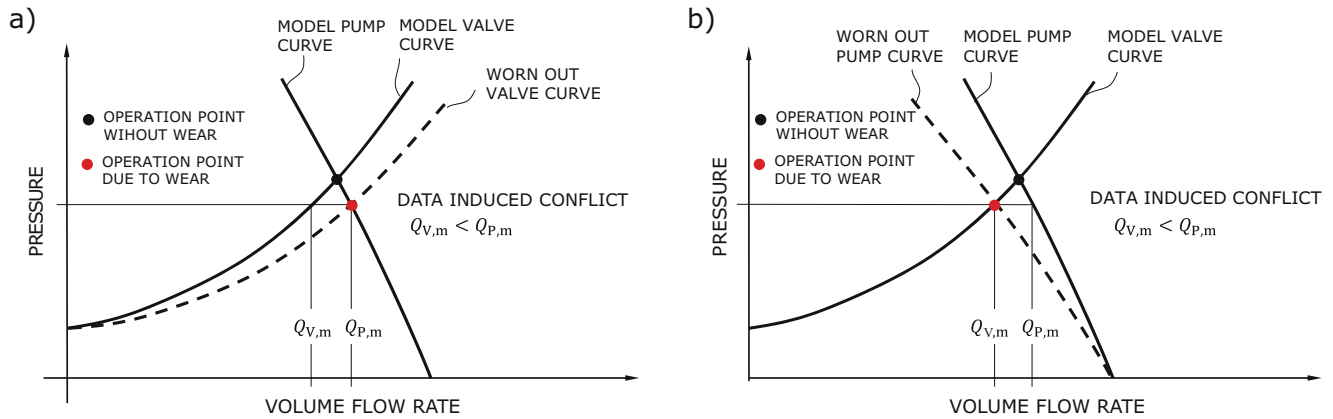 a)
MODEL PUMP
CURVE
MODEL VALVE
CURVE
WORN OUT
VALVE CURVE
OPERATION POINT
WIHOUT WEAR
OPERATION POINT
DUE TO WEAR
DATA INDUCED CONFLICT
Q_V,m < Q_P,m
PRESSURE
Q_V,m
Q_P,m
VOLUME FLOW RATE
b)
WORN OUT
PUMP CURVE
MODEL PUMP
CURVE
MODEL VALVE
CURVE
OPERATION POINT
WIHOUT WEAR
OPERATION POINT
DUE TO WEAR
DATA INDUCED CONFLICT
Q_V,m < Q_P,m
PRESSURE
Q_V,m
Q_P,m
VOLUME FLOW RATE